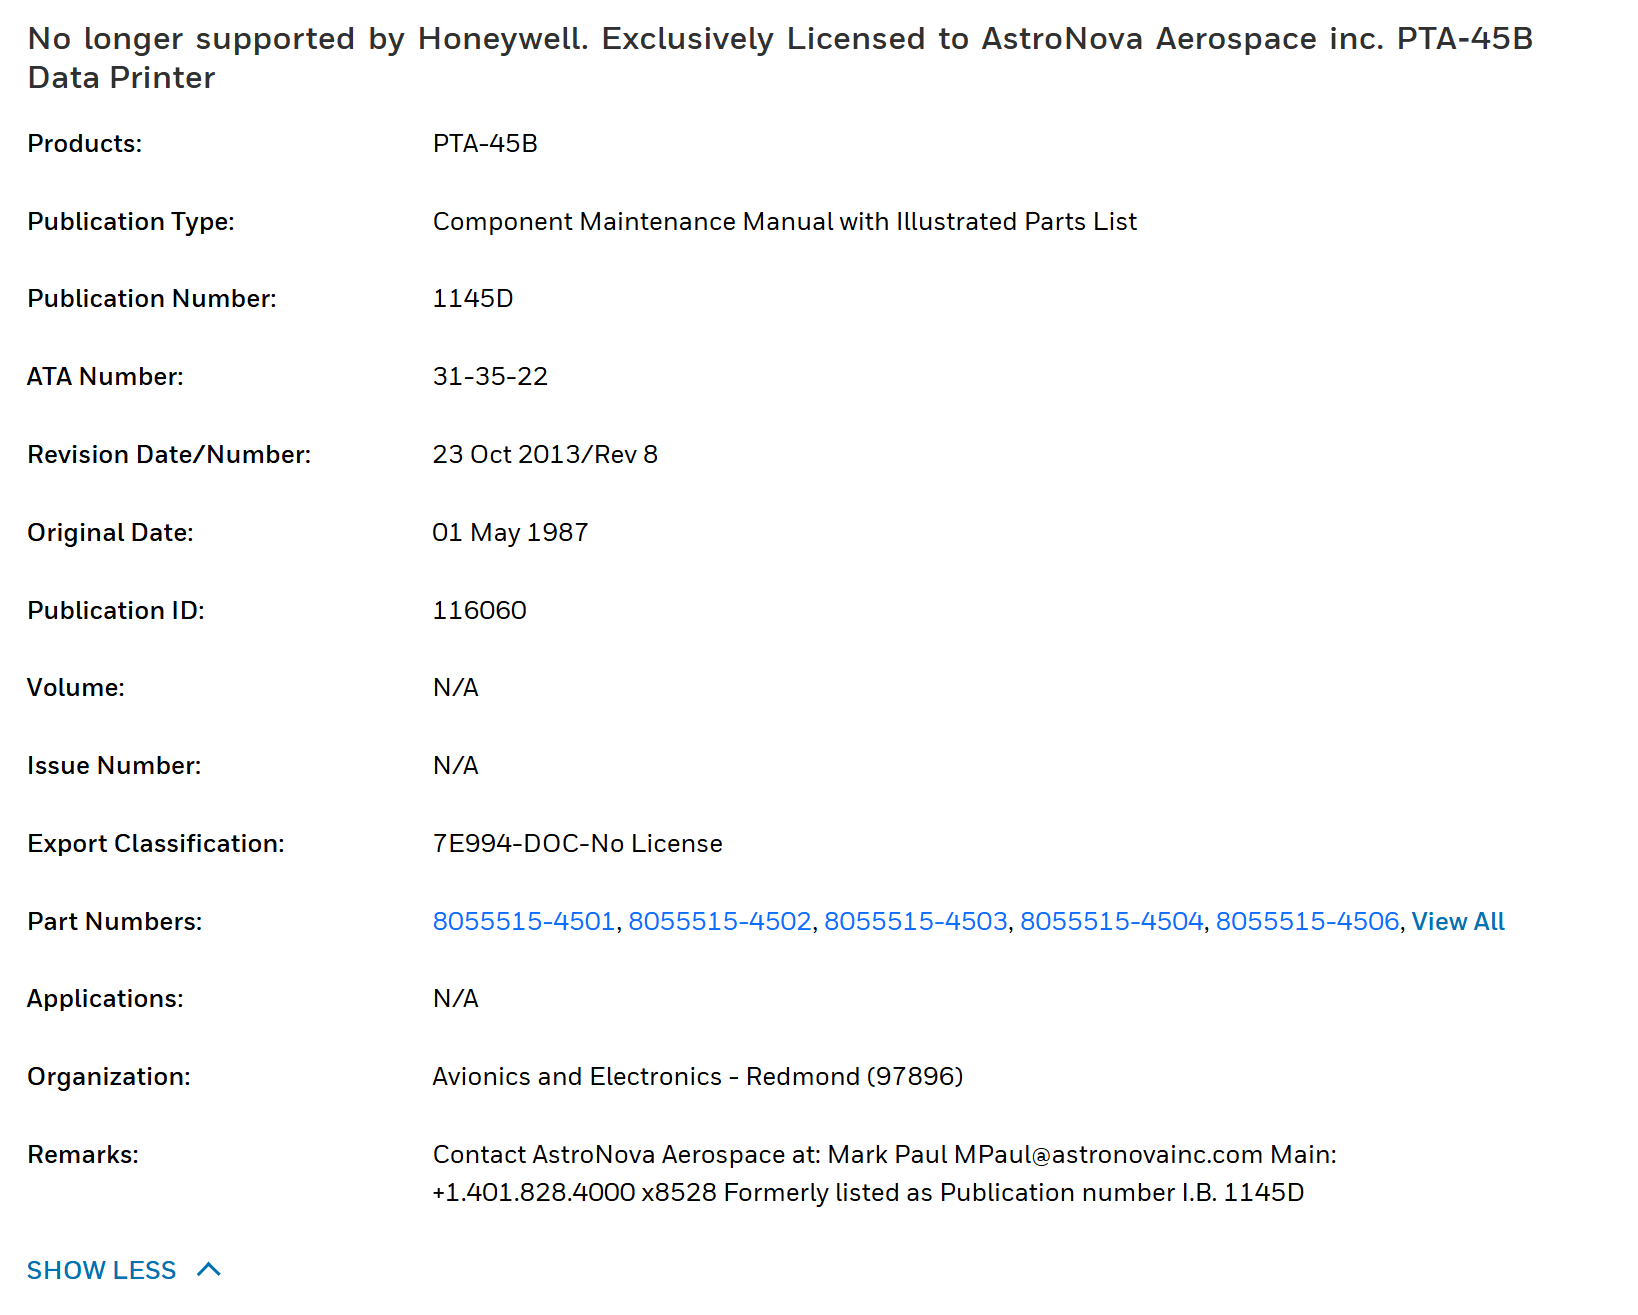 No longer supported by Honeywell. Exclusively Licensed to AstroNova Aerospace inc. PTA-45B
Data Printer
Products: PTA-45B
Publication Type: Component Maintenance Manual with Illustrated Parts List
Publication Number: 1145D
ATA Number: 31-35-22
Revision Date/Number: 23 Oct 2013/Rev 8
Original Date: 01 May 1987
Publication ID: 116060
Volume: N/A
Issue Number: N/A
Export Classification: 7E994-DOC-No License
Part Numbers: 8055515-4501, 8055515-4502, 8055515-4503, 8055515-4504, 8055515-4506, View All
Applications: N/A
Organization: Avionics and Electronics - Redmond (97896)
Remarks: Contact AstroNova Aerospace at: Mark Paul MPaul@astronovainc.com Main:
+1.401.828.4000 x8528 Formerly listed as Publication number I.B. 1145D
SHOW LESS